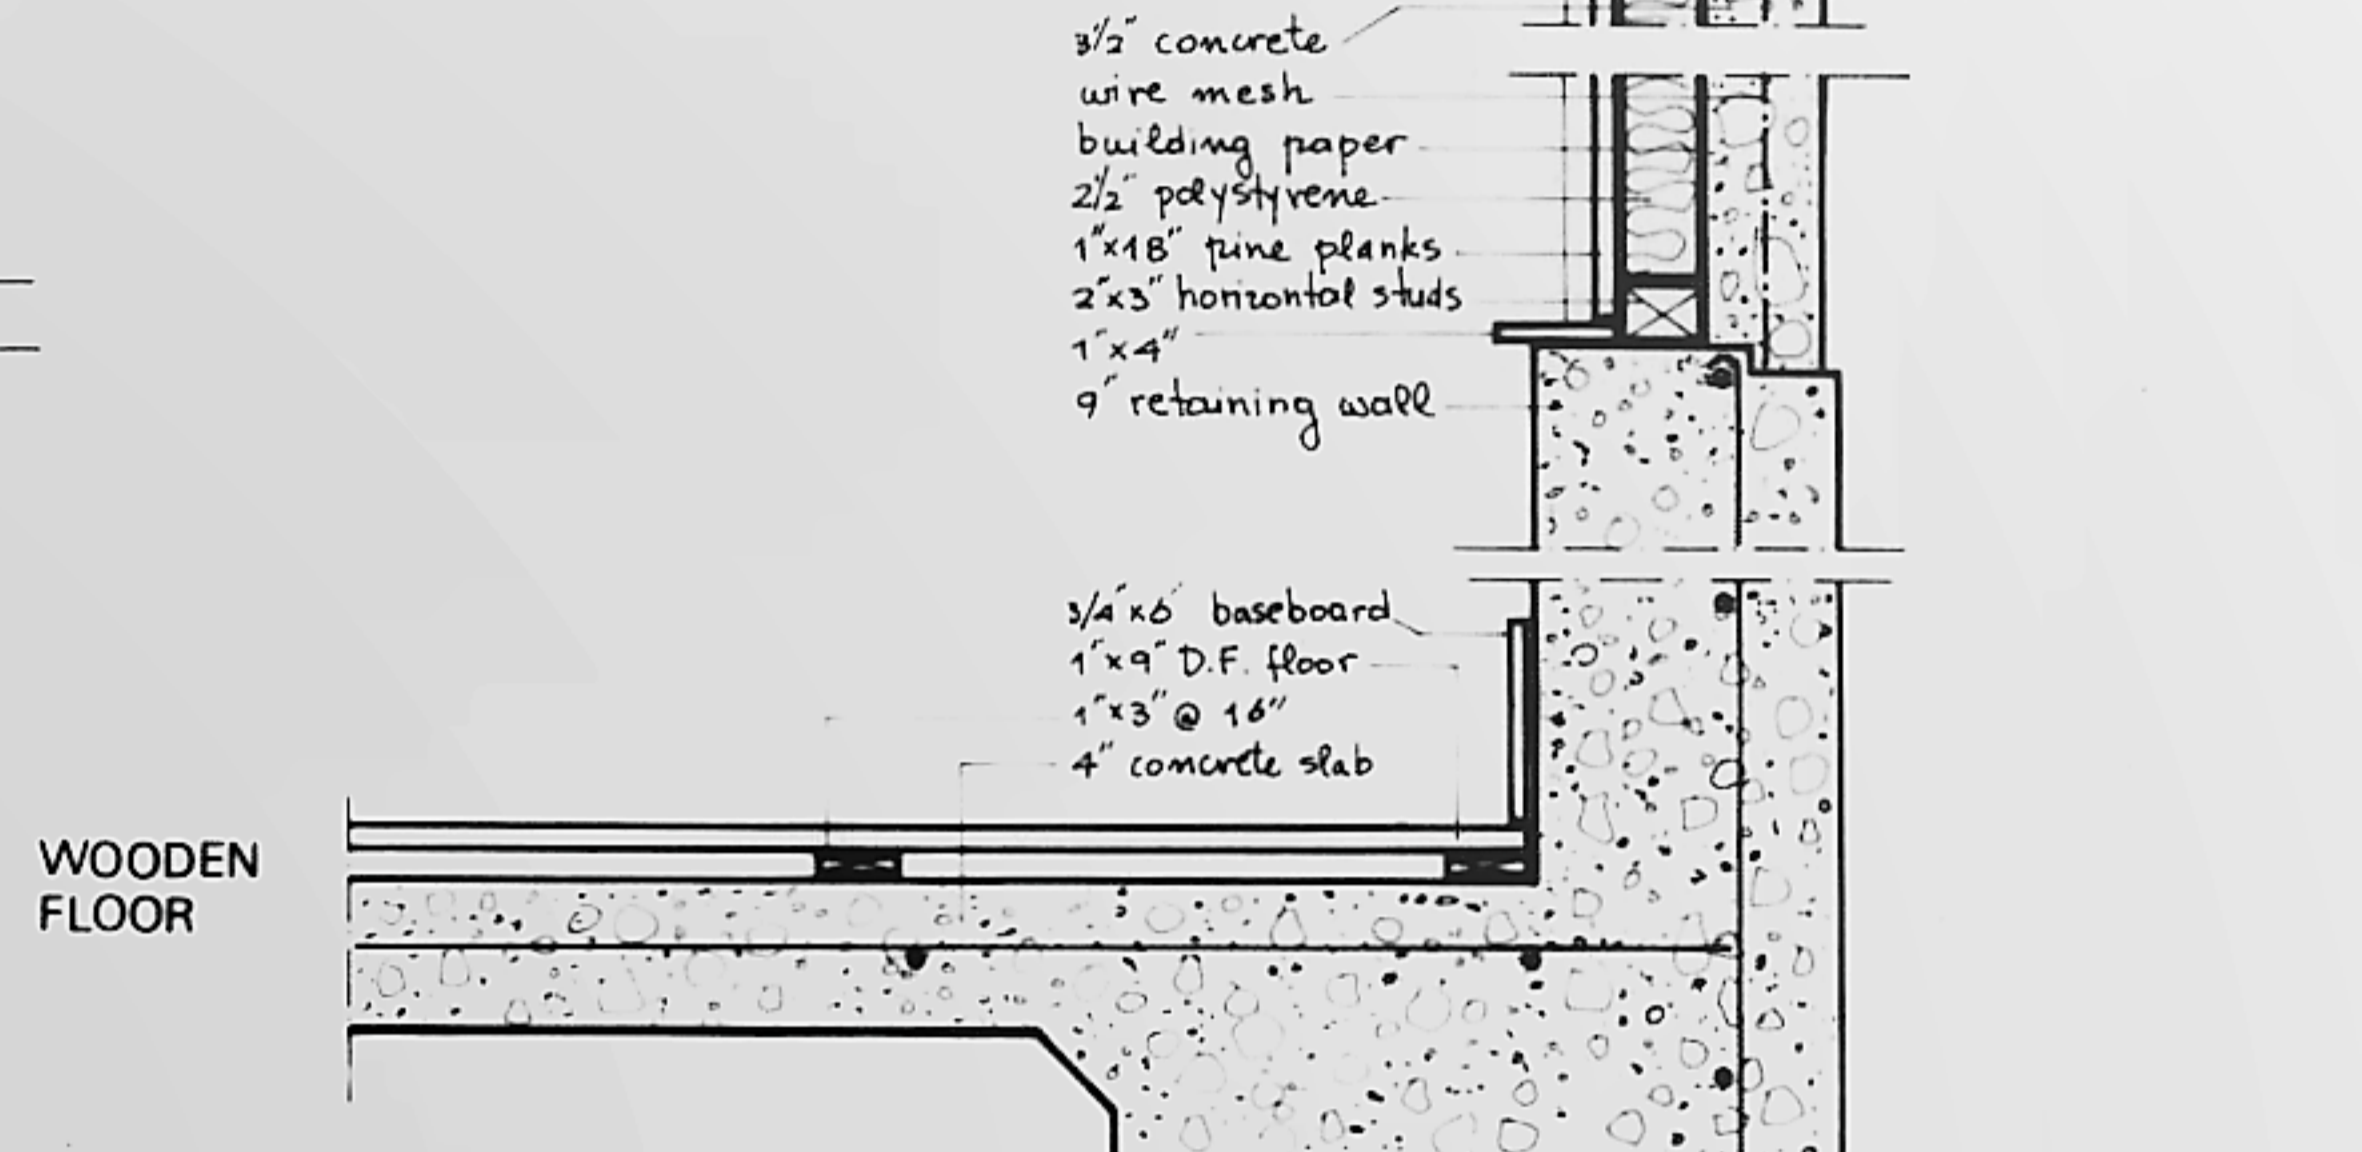 3½" concrete
wire mesh
building paper
2½" polystyrene
1"x18" pine planks
2"x3" horizontal studs
1"x4"
9" retaining wall
3/4"x6" baseboard
1"x9" D.F. floor
1"x3" @ 16"
4" concrete slab
WOODEN
FLOOR